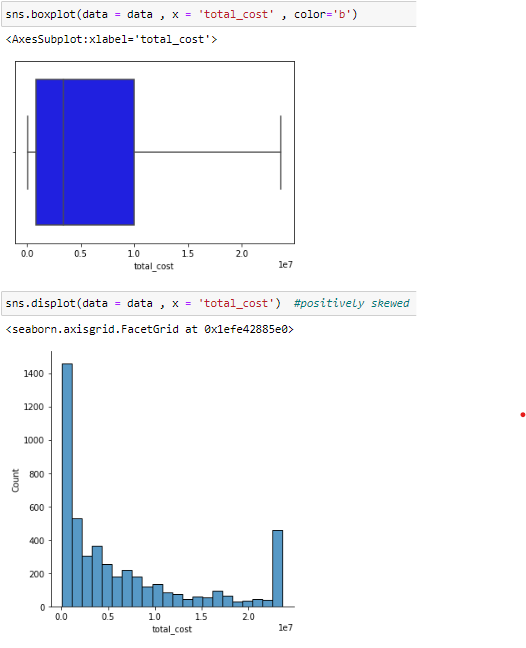 sns.boxplot(data = data , x = 'total_cost' , color='b')
<AxesSubplot:xlabel='total_cost'>
0.0 0.5 1.0 1.5 2.0
total_cost 1e7
sns.displot(data = data , x = 'total_cost') #positively skewed
<seaborn.axisgrid.FacetGrid at 0x1efe42885e0>
1400
1200
1000
800
Count
600
400
200
0
0.0 0.5 1.0 1.5 2.0
total_cost 1e7